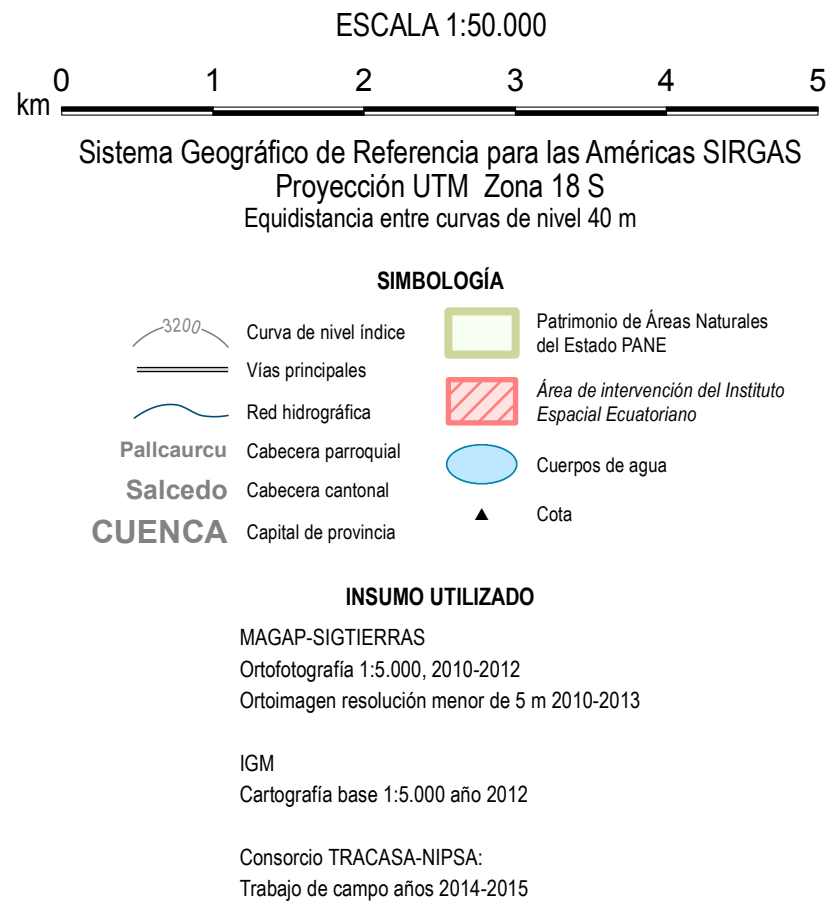 ESCALA 1:50.000
0 1 2 3 4 5
km
Sistema Geográfico de Referencia para las Américas SIRGAS
Proyección UTM Zona 18 S
Equidistancia entre curvas de nivel 40 m
SIMBOLOGÍA
3200 Curva de nivel índice
Vías principales
Red hidrográfica
Pallcaurcu Cabecera parroquial
Salcedo Cabecera cantonal
CUENCA Capital de provincia
Patrimonio de Áreas Naturales
del Estado PANE
Área de intervención del Instituto
Espacial Ecuatoriano
Cuerpos de agua
Cota
INSUMO UTILIZADO
MAGAP-SIGTIERRAS
Ortofotografía 1:5.000, 2010-2012
Ortoimagen resolución menor de 5 m 2010-2013
IGM
Cartografía base 1:5.000 año 2012
Consorcio TRACASA-NIPSA:
Trabajo de campo años 2014-2015